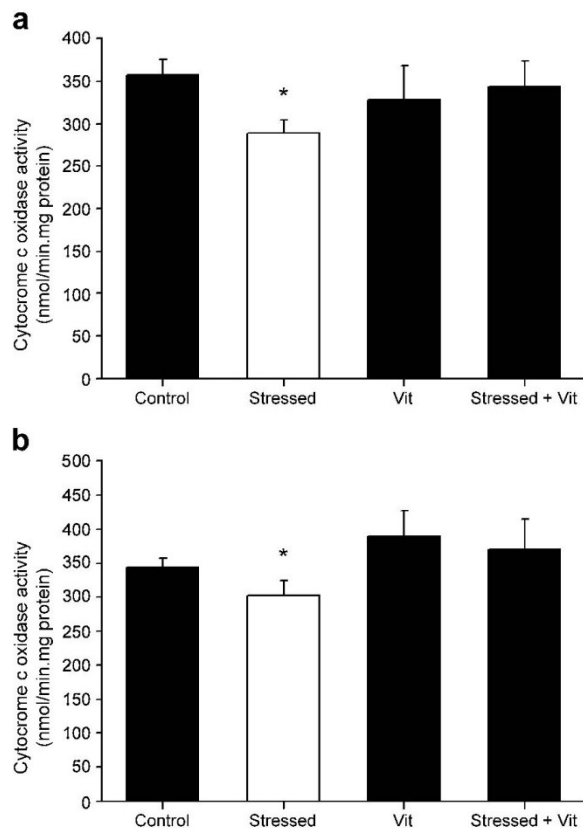 a
Cytocrome c oxidase activity
(nmol/min.mg protein)
400
350
300
250
200
150
100
50
0
*
Control
Stressed
Vit
Stressed + Vit
b
Cytocrome c oxidase activity
(nmol/min.mg protein)
500
450
400
350
300
250
200
150
100
50
0
*
Control
Stressed
Vit
Stressed + Vit